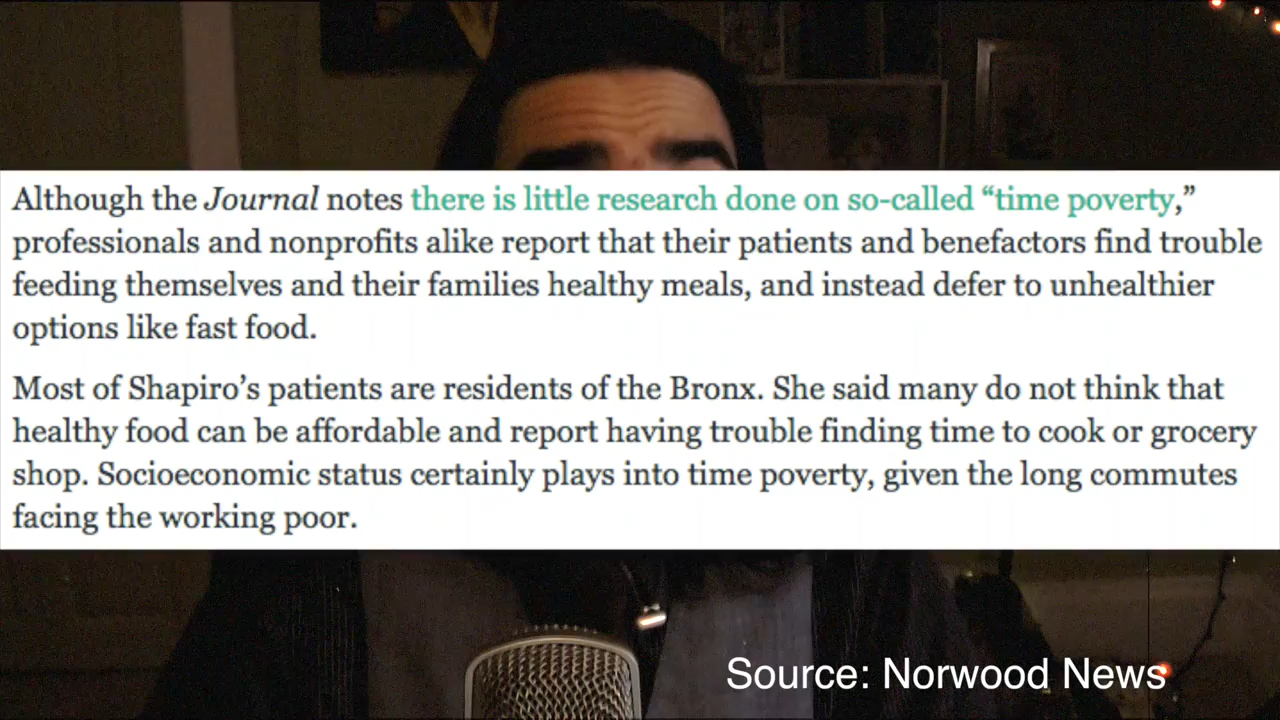 Although the Journal notes there is little research done on so-called “time poverty,”
professionals and nonprofits alike report that their patients and benefactors find trouble
feeding themselves and their families healthy meals, and instead defer to unhealthier
options like fast food.
Most of Shapiro’s patients are residents of the Bronx. She said many do not think that
healthy food can be affordable and report having trouble finding time to cook or grocery
shop. Socioeconomic status certainly plays into time poverty, given the long commutes
facing the working poor.
Source: Norwood News